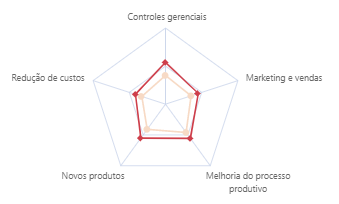 Controles gerenciais
Redução de custos
Marketing e vendas
Novos produtos
Melhoria do processo
produtivo